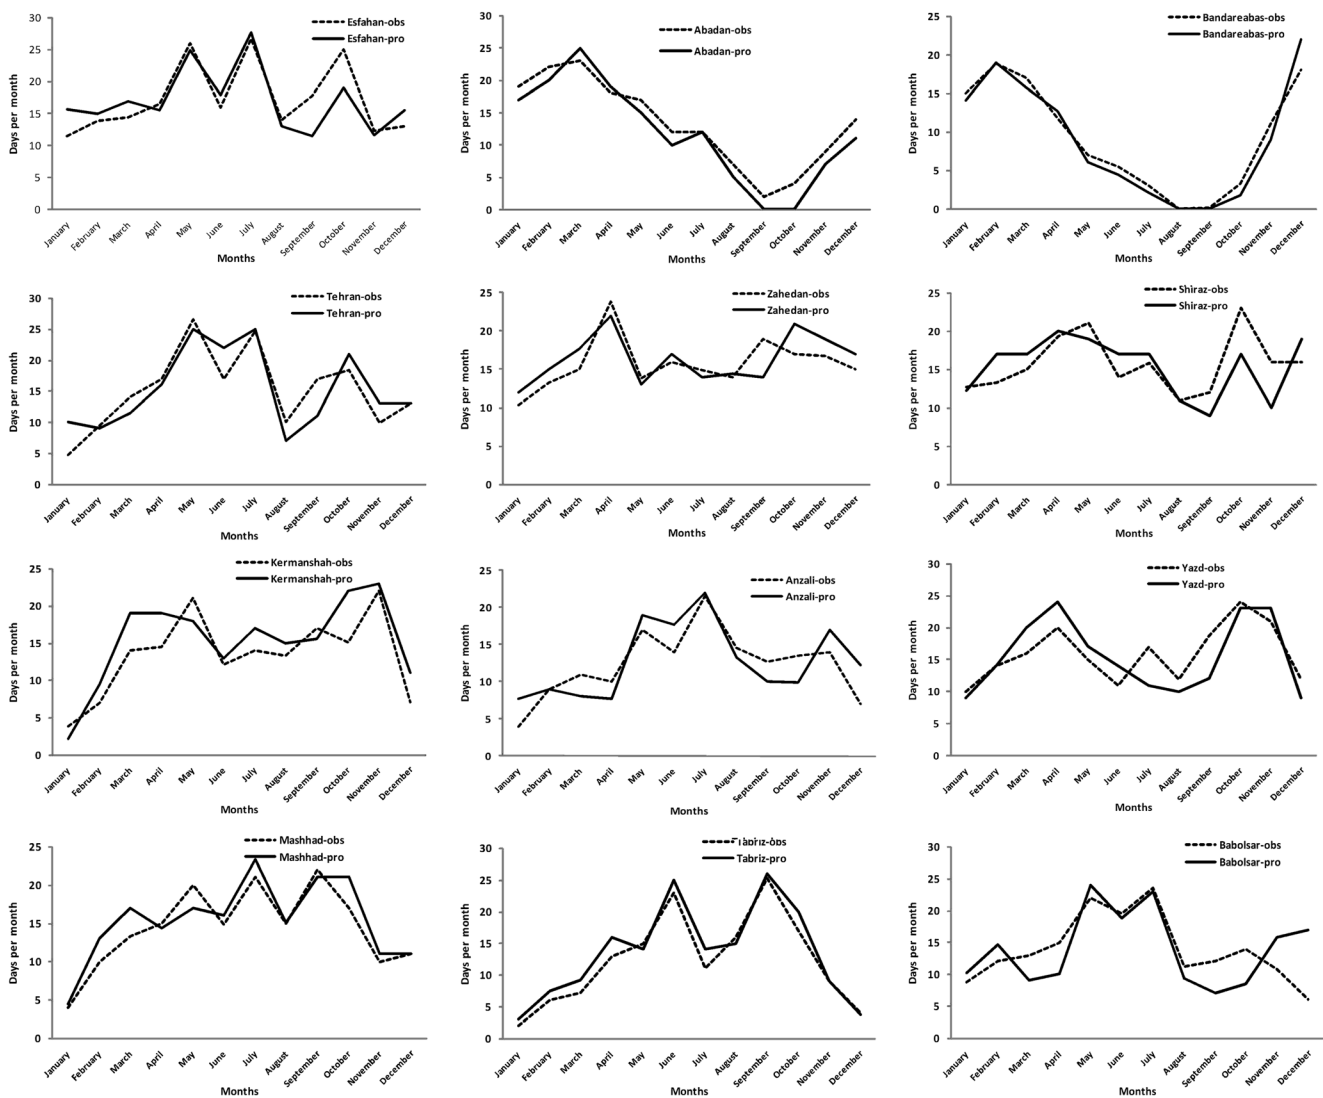 Esfahan-obs
Esfahan-pro
Days per month
30
25
20
15
10
5
0
January
February
March
April
May
June
July
August
September
October
November
December
Months
Abadan-obs
Abadan-pro
Days per month
30
25
20
15
10
5
0
January
February
March
April
May
June
July
August
September
October
November
December
Months
Bandareabas-obs
Bandareabas-pro
Days per month
25
20
15
10
5
0
January
February
March
April
May
June
July
August
September
October
November
December
Months
Tehran-obs
Tehran-pro
Days per month
30
25
20
15
10
5
0
January
February
March
April
May
June
July
August
September
October
November
December
Months
Zahedan-obs
Zahedan-pro
Days per month
25
20
15
10
5
0
January
February
March
April
May
June
July
August
September
October
November
December
Months
Shiraz-obs
Shiraz-pro
Days per month
25
20
15
10
5
0
January
February
March
April
May
June
July
August
September
October
November
December
Months
Kermanshah-obs
Kermanshah-pro
Days per month
25
20
15
10
5
0
January
February
March
April
May
June
July
August
September
October
November
December
Months
Anzali-obs
Anzali-pro
Days per month
25
20
15
10
5
0
January
February
March
April
May
June
July
August
September
October
November
December
Months
Yazd-obs
Yazd-pro
Days per month
30
25
20
15
10
5
0
January
February
March
April
May
June
July
August
September
October
November
December
Months
Mashhad-obs
Mashhad-pro
Days per month
25
20
15
10
5
0
January
February
March
April
May
June
July
August
September
October
November
December
Months
Tabriz-obs
Tabriz-pro
Days per month
30
25
20
15
10
5
0
January
February
March
April
May
June
July
August
September
October
November
December
Months
Babolsar-obs
Babolsar-pro
Days per month
30
25
20
15
10
5
0
January
February
March
April
May
June
July
August
September
October
November
December
Months